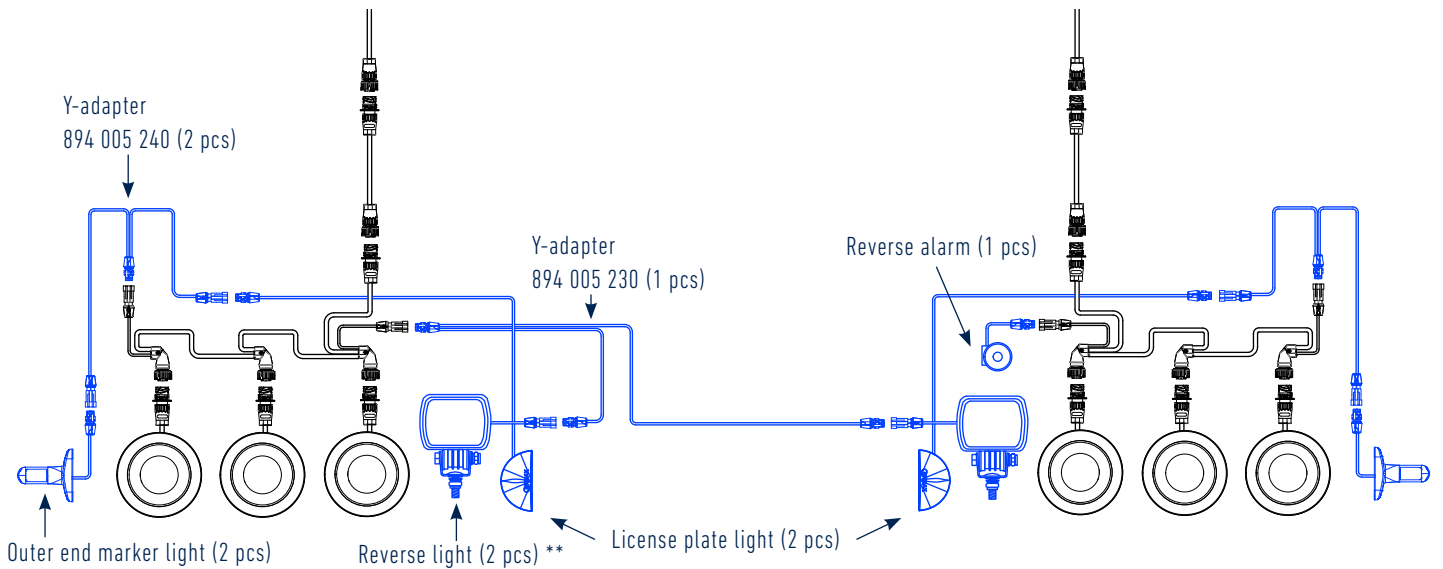 Y-adapter
894 005 240 (2 pcs)
Y-adapter
894 005 230 (1 pcs)
Reverse alarm (1 pcs)
Outer end marker light (2 pcs)
Reverse light (2 pcs) **
License plate light (2 pcs)